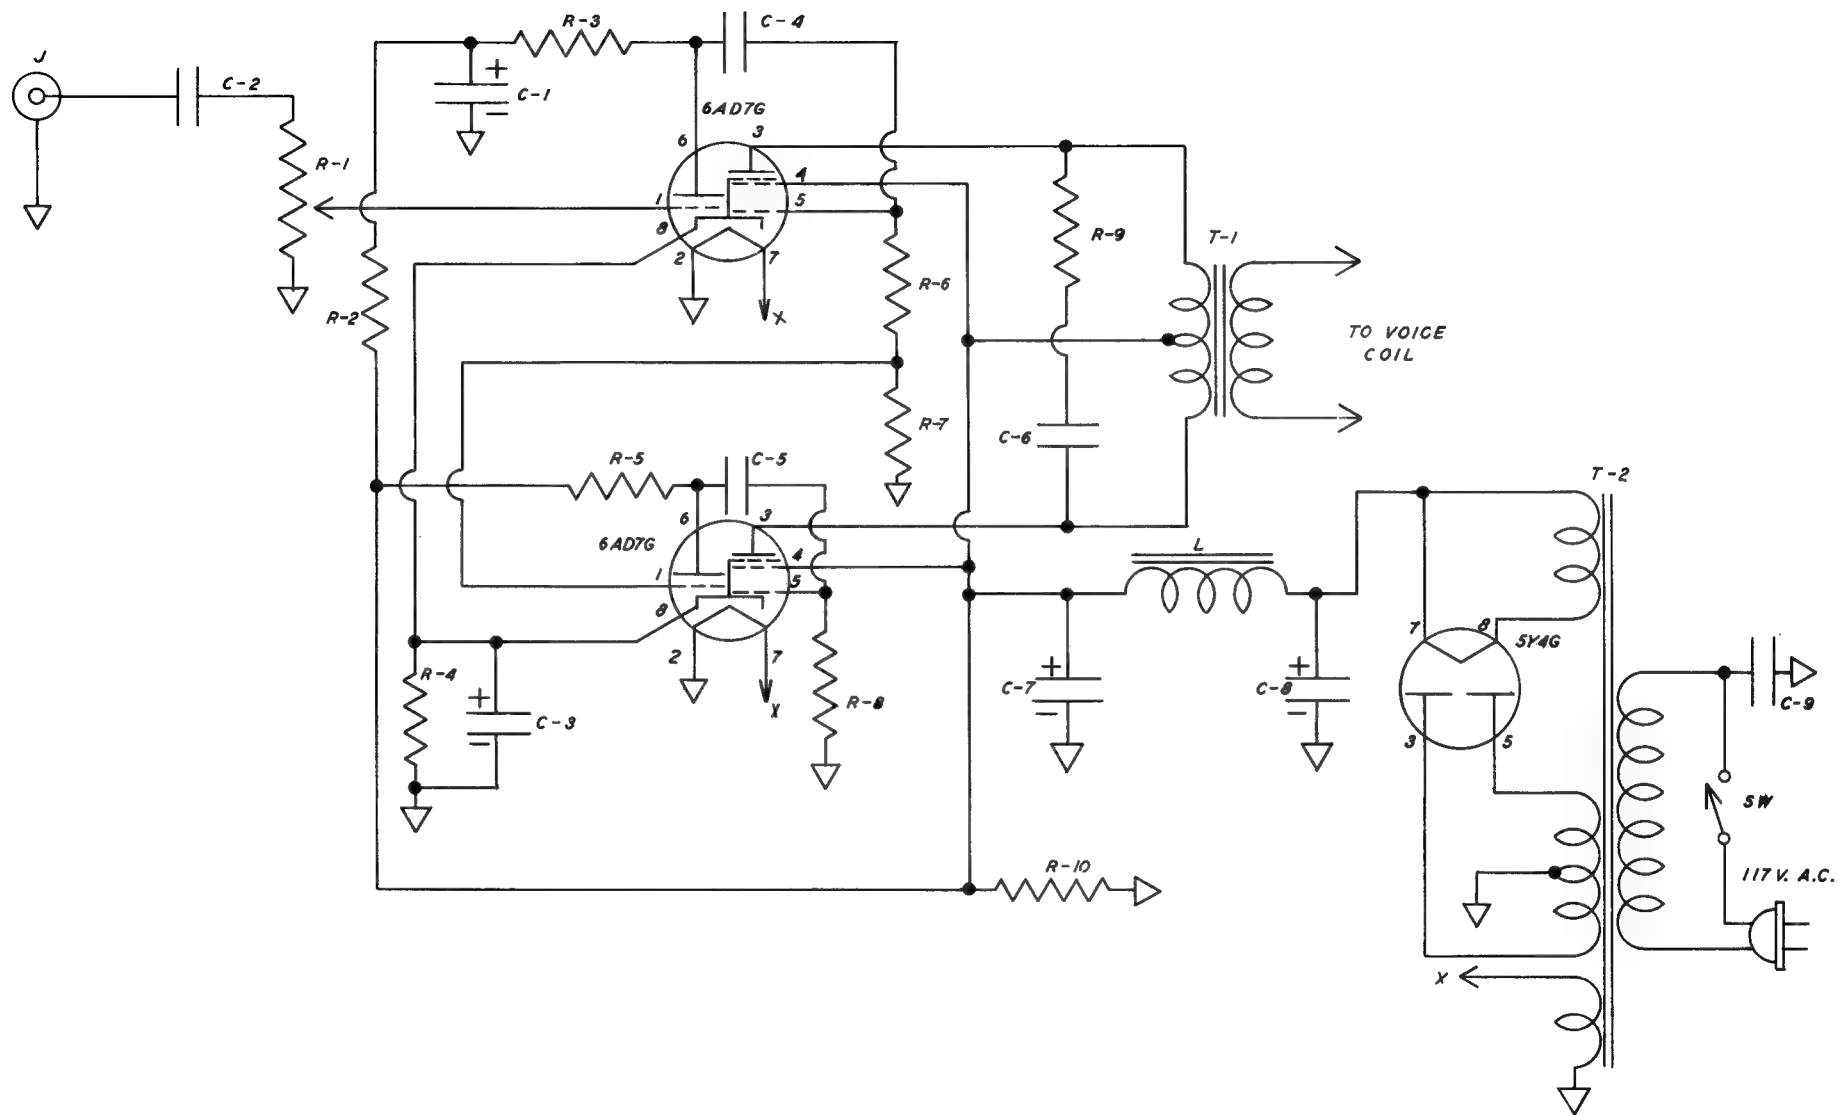 J
C-2
R-1
R-2
R-3
C-4
+
C-1
−
6AD7G
6
3
4
1
5
8
2
7
X
R-6
R-9
T-1
TO VOICE
COIL
R-7
C-6
R-5
C-5
6
3
6AD7G
4
1
5
8
2
7
X
R-4
+
C-3
−
R-8
L
+
C-7
−
+
C-8
−
T-2
7
8
5Y4G
3
5
C-9
SW
117 V. A.C.
R-10
X